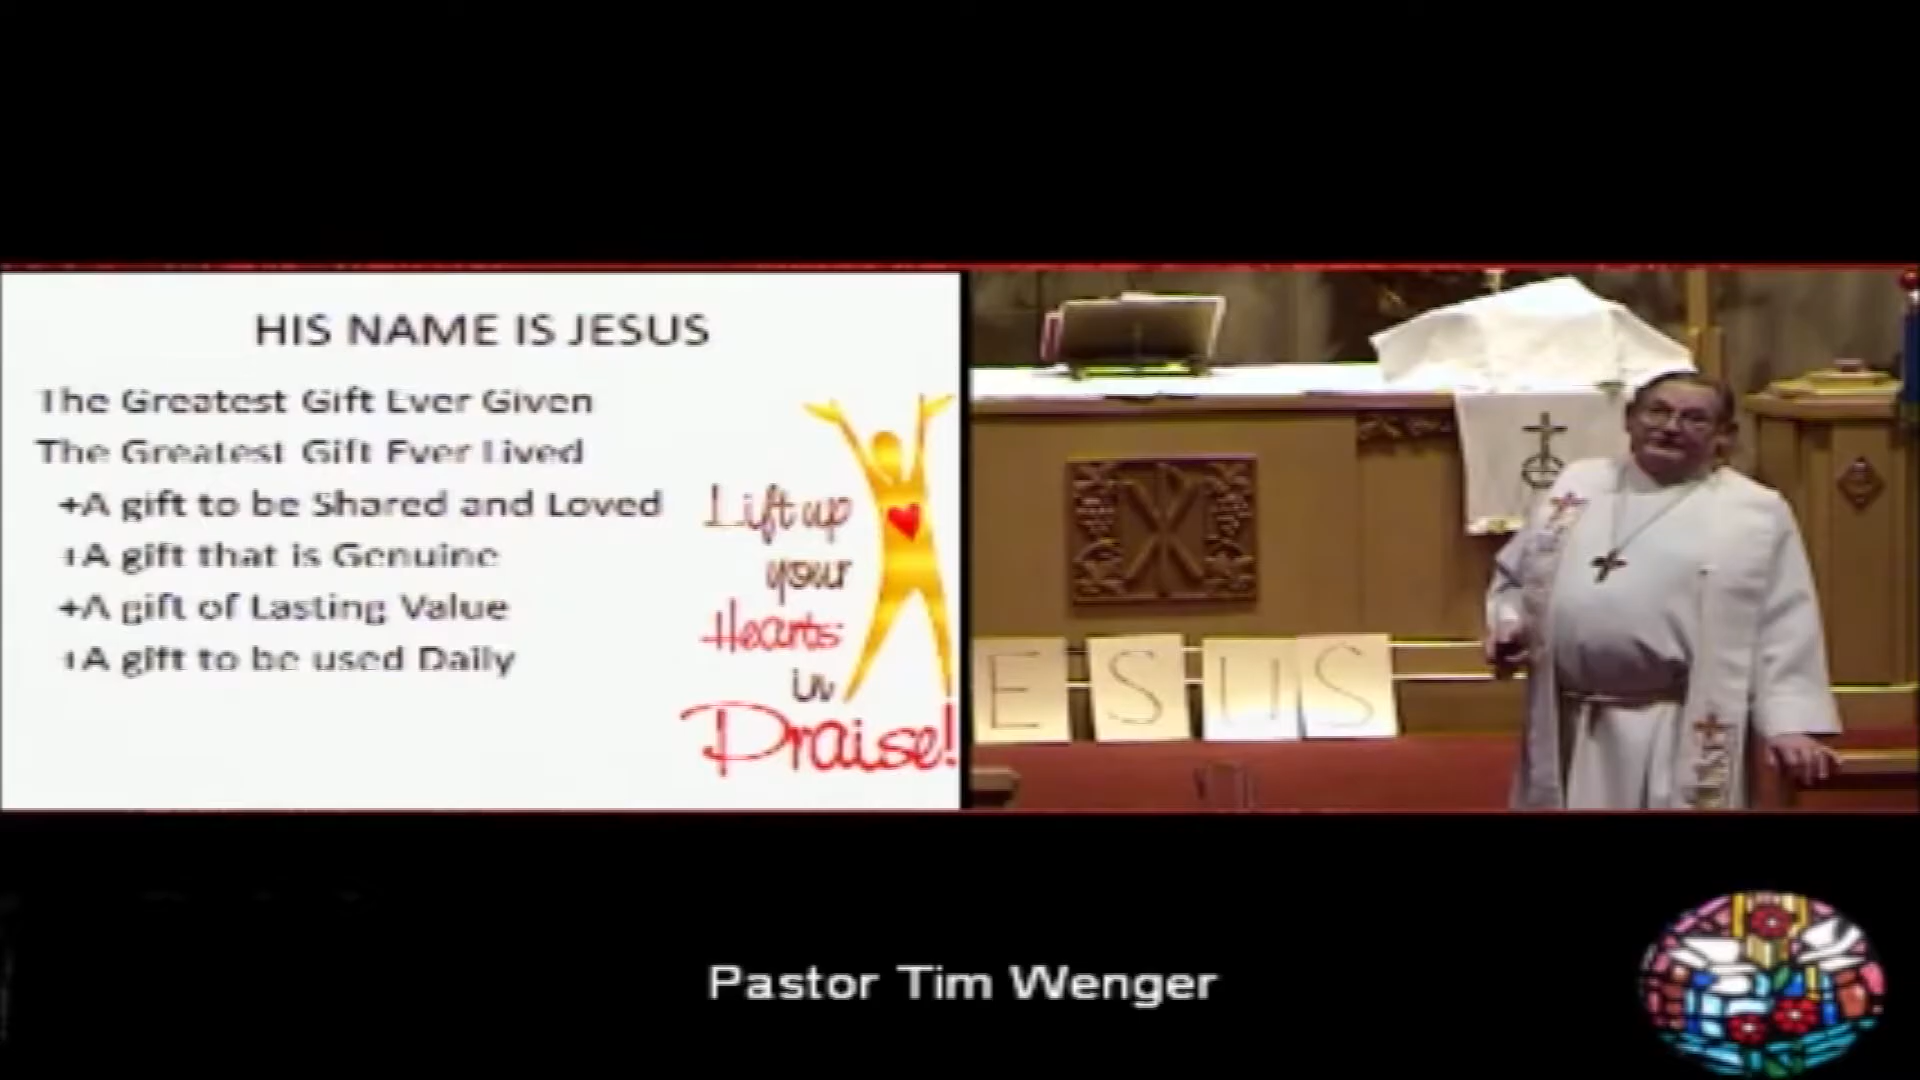 HIS NAME IS JESUS
The Greatest Gift Ever Given
The Greatest Gift Ever Lived
+A gift to be Shared and Loved
+A gift that is Genuine
+A gift of Lasting Value
+A gift to be used Daily
Lift up
your
Hearts
in
Praise!
E S U S
Pastor Tim Wenger